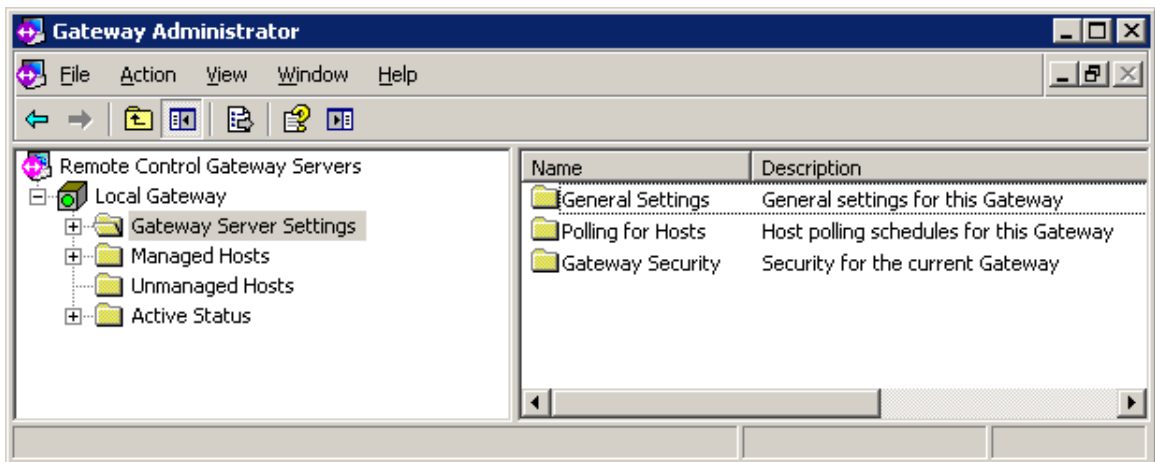 Gateway Administrator
File Action View Window Help
Remote Control Gateway Servers
Local Gateway
Gateway Server Settings
Managed Hosts
Unmanaged Hosts
Active Status
Name Description
General Settings General settings for this Gateway
Polling for Hosts Host polling schedules for this Gateway
Gateway Security Security for the current Gateway